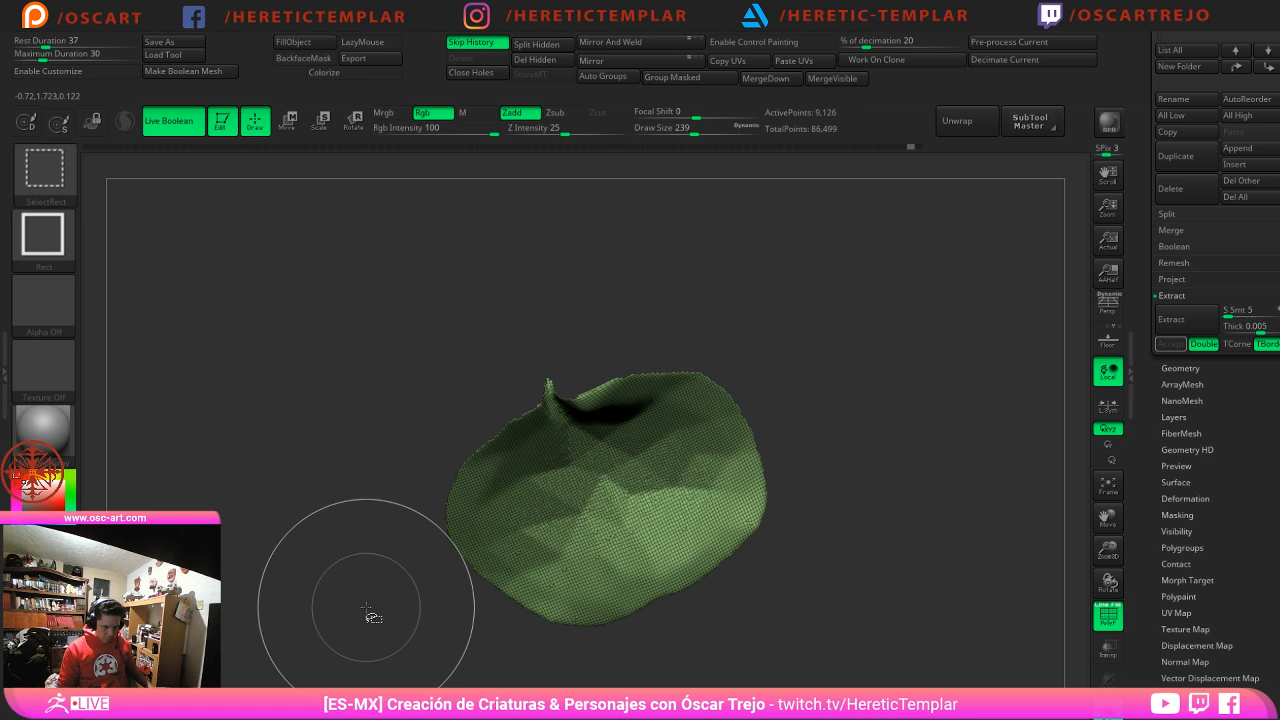 /OSCART
/HERETICTEMPLAR
/HERETICTEMPLAR
/HERETIC-TEMPLAR
/OSCARTREJO
Rest Duration 37
Maximum Duration 30
Enable Customize
Save As
Load Tool
Make Boolean Mesh
FillObject
LazyMouse
BackfaceMask
Export
Colorize
Skip History
Split Hidden
Mirror And Weld
Enable Control Painting
% of decimation 20
Pre-process Current
Delete
Del Hidden
Mirror
Copy UVs
Paste UVs
Work On Clone
Decimate Current
Close Holes
StoreMT
Auto Groups
Group Masked
MergeDown
MergeVisible
-0.72,1.723,0.122
Live Boolean
Edit
Draw
Move
Scale
Rotate
Mrgb
Rgb
M
Zadd
Zsub
Zcut
Rgb Intensity 100
Z Intensity 25
Focal Shift 0
Draw Size 239
Dynamic
ActivePoints: 9,126
TotalPoints: 86,499
Unwrap
SubTool
Master
BPR
SPix 3
Scroll
Zoom
Actual
AAHalf
Dynamic
Persp
Floor
Local
L.Sym
XYZ
Frame
Move
Zoom3D
Rotate
Line Fill
PolyF
Transp
SelectRect
Rect
Alpha Off
Texture Off
List All
New Folder
Rename
AutoReorder
All Low
All High
Copy
Paste
Duplicate
Append
Insert
Delete
Del Other
Del All
Split
Merge
Boolean
Remesh
Project
Extract
Extract
S Smt 5
Thick 0.005
Accept
Double
TCorne
TBord
Geometry
ArrayMesh
NanoMesh
Layers
FiberMesh
Geometry HD
Preview
Surface
Deformation
Masking
Visibility
Polygroups
Contact
Morph Target
Polypaint
UV Map
Texture Map
Displacement Map
Normal Map
Vector Displacement Map
www.osc-art.com
LIVE
[ES-MX] Creación de Criaturas & Personajes con Óscar Trejo - twitch.tv/HereticTemplar